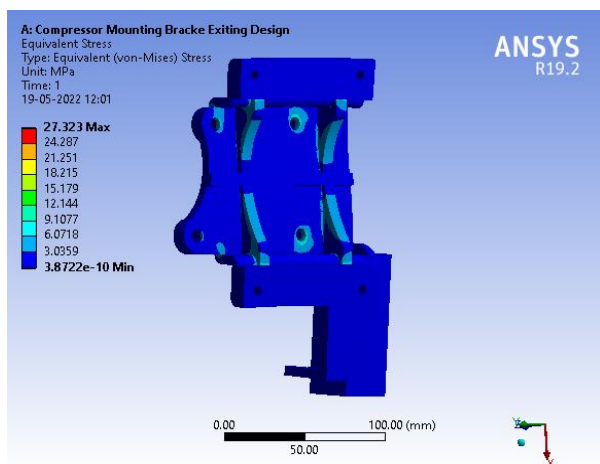 A: Compressor Mounting Bracke Exiting Design
Equivalent Stress
Type: Equivalent (von-Mises) Stress
Unit: MPa
Time: 1
19-05-2022 12:01
ANSYS
R19.2
27.323 Max
24.287
21.251
18.215
15.179
12.144
9.1077
6.0718
3.0359
3.8722e-10 Min
0.00 100.00 (mm)
50.00